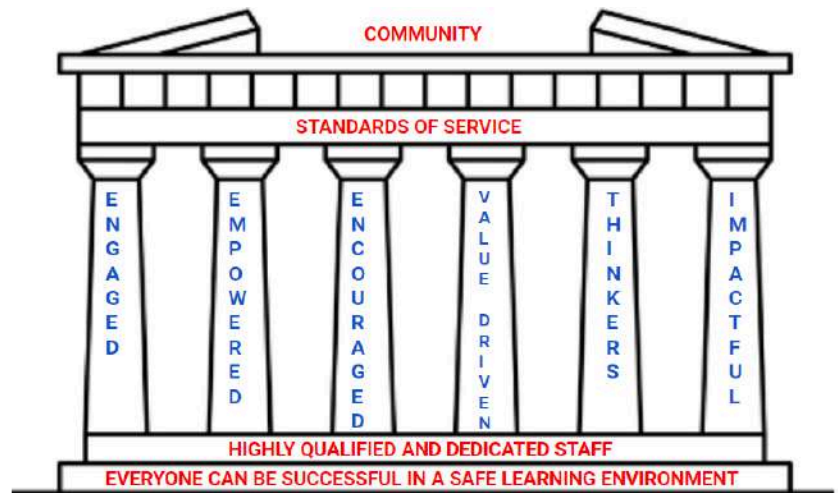 COMMUNITY
STANDARDS OF SERVICE
ENGAGED
EMPOWERED
ENCOURAGED
VALUE DRIVEN
THINKERS
IMPACTFUL
HIGHLY QUALIFIED AND DEDICATED STAFF
EVERYONE CAN BE SUCCESSFUL IN A SAFE LEARNING ENVIRONMENT